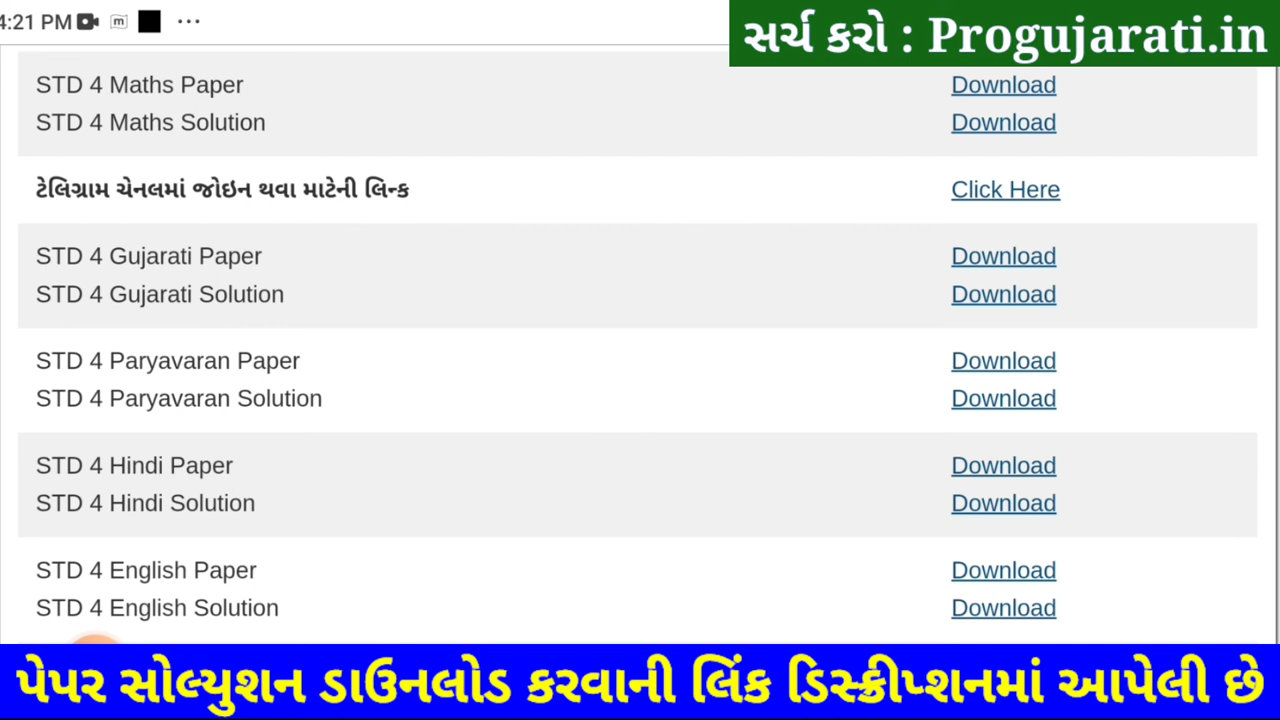 4:21 PM m ...
સર્ચ કરો : Progujarati.in
STD 4 Maths Paper Download
STD 4 Maths Solution Download
ટેલિગ્રામ ચેનલમાં જોઇન થવા માટેની લિન્ક Click Here
STD 4 Gujarati Paper Download
STD 4 Gujarati Solution Download
STD 4 Paryavaran Paper Download
STD 4 Paryavaran Solution Download
STD 4 Hindi Paper Download
STD 4 Hindi Solution Download
STD 4 English Paper Download
STD 4 English Solution Download
પેપર સોલ્યુશન ડાઉનલોડ કરવાની લિંક ડિસ્ક્રીપ્શનમાં આપેલી છે